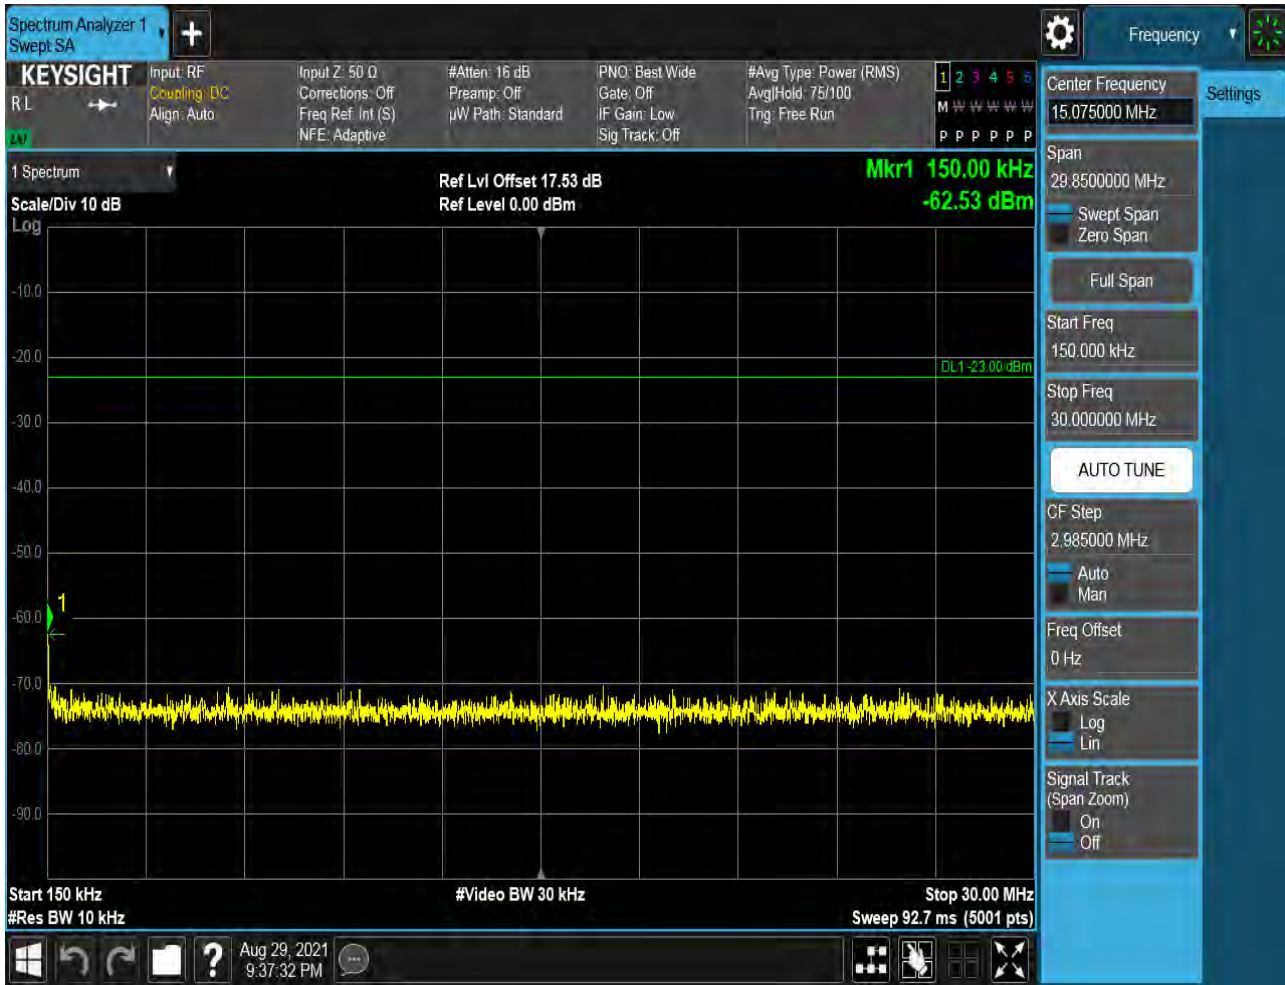 Spectrum Analyzer 1
Swept SA
Frequency
KEYSIGHT
R L
LNI
Input: RF
Coupling: DC
Align: Auto
Input Z: 50 Ω
Corrections: Off
Freq Ref: Int (S)
NFE: Adaptive
#Atten: 16 dB
Preamp: Off
µW Path: Standard
PNO: Best Wide
Gate: Off
IF Gain: Low
Sig Track: Off
#Avg Type: Power (RMS)
Avg|Hold: 75/100
Trig: Free Run
1 2 3 4 5 6
M W W W W W
P P P P P P
1 Spectrum
Scale/Div 10 dB
Log
Ref Lvl Offset 17.53 dB
Ref Level 0.00 dBm
Mkr1 150.00 kHz
-62.53 dBm
-10.0
-20.0
DL1 -23.00 dBm
-30.0
-40.0
-50.0
1
-60.0
-70.0
-80.0
-90.0
Start 150 kHz
#Res BW 10 kHz
#Video BW 30 kHz
Stop 30.00 MHz
Sweep 92.7 ms (5001 pts)
Aug 29, 2021
9:37:32 PM
Center Frequency
15.075000 MHz
Settings
Span
29.8500000 MHz
Swept Span
Zero Span
Full Span
Start Freq
150.000 kHz
Stop Freq
30.000000 MHz
AUTO TUNE
CF Step
2.985000 MHz
Auto
Man
Freq Offset
0 Hz
X Axis Scale
Log
Lin
Signal Track
(Span Zoom)
On
Off